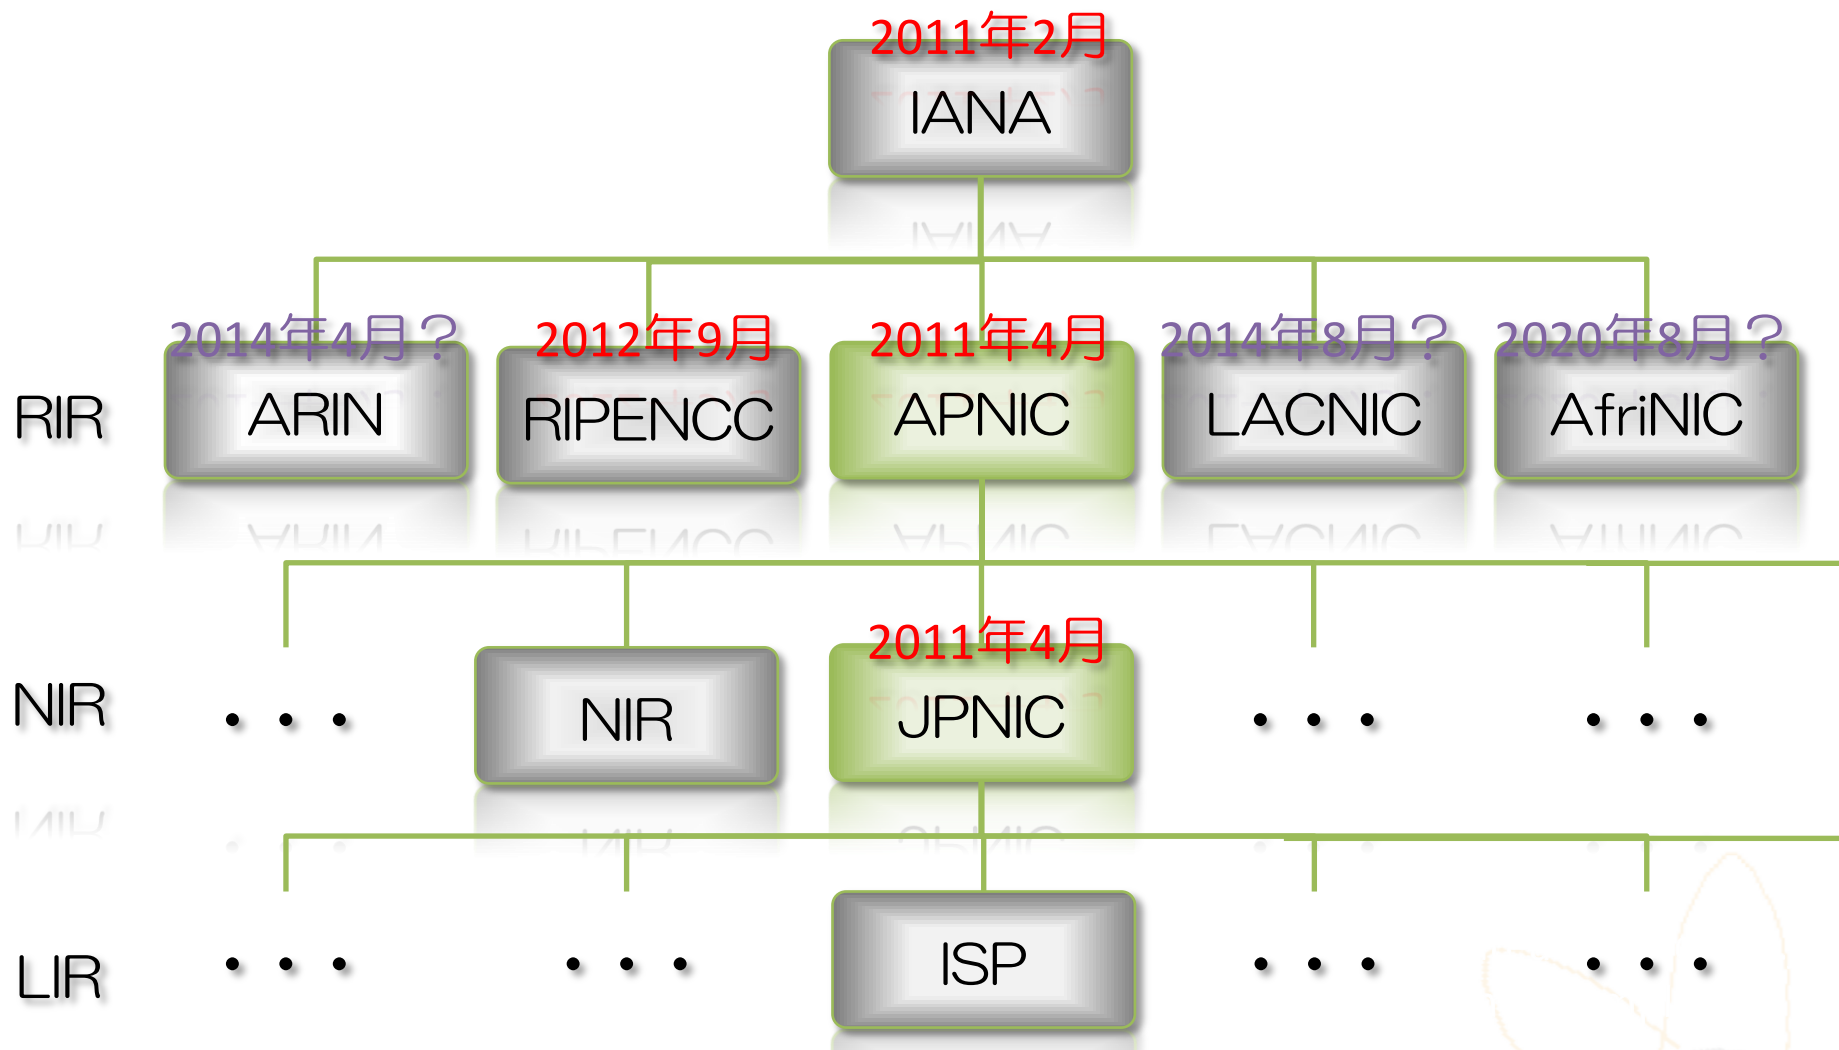 2011年2月
IANA
2014年4月？ 2012年9月 2011年4月 2014年8月？ 2020年8月？
RIR ARIN RIPENCC APNIC LACNIC AfriNIC
2011年4月
NIR ・・・ NIR JPNIC ・・・ ・・・
LIR ・・・ ・・・ ISP ・・・ ・・・